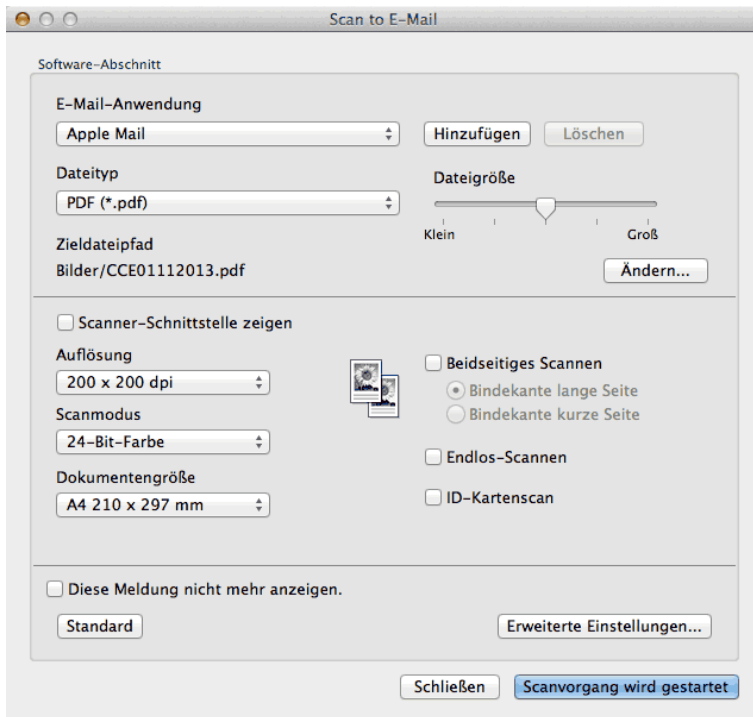 Scan to E-Mail
Software-Abschnitt
E-Mail-Anwendung
Apple Mail
Hinzufügen
Löschen
Dateityp
PDF (*.pdf)
Dateigröße
Klein
Groß
Zieldateipfad
Bilder/CCE01112013.pdf
Ändern...
Scanner-Schnittstelle zeigen
Auflösung
200 x 200 dpi
Scanmodus
24-Bit-Farbe
Dokumentengröße
A4 210 x 297 mm
Beidseitiges Scannen
Bindekante lange Seite
Bindekante kurze Seite
Endlos-Scannen
ID-Kartenscan
Diese Meldung nicht mehr anzeigen.
Standard
Erweiterte Einstellungen...
Schließen
Scanvorgang wird gestartet